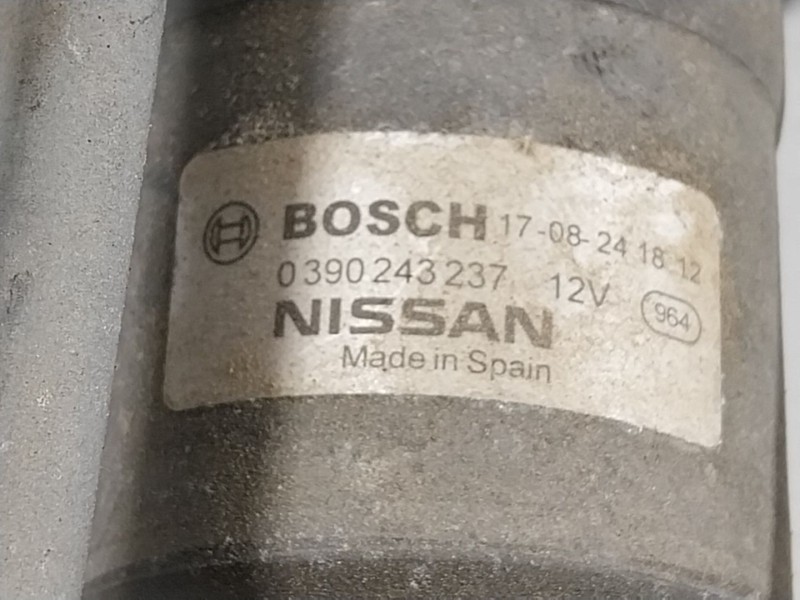 BOSCH 17-08-24 18 12
0 390 243 237 12V 964
NISSAN
Made in Spain